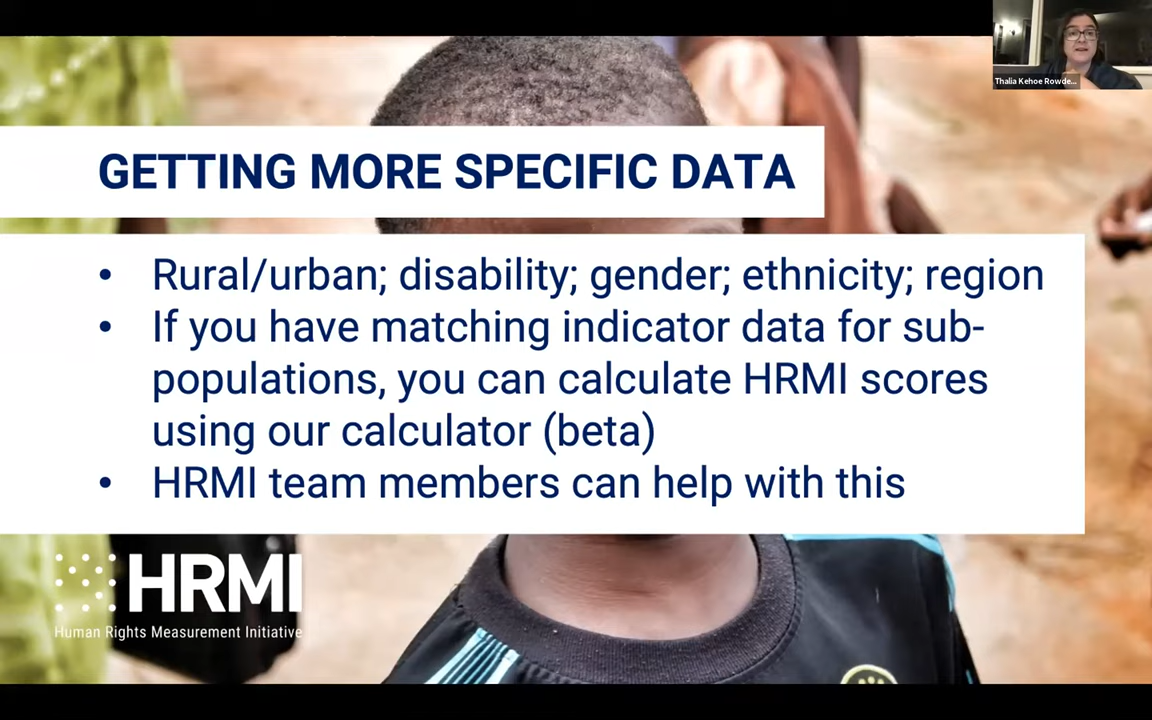 Thalia Kehoe Rowde...
GETTING MORE SPECIFIC DATA
• Rural/urban; disability; gender; ethnicity; region
• If you have matching indicator data for sub-
populations, you can calculate HRMI scores
using our calculator (beta)
• HRMI team members can help with this
HRMI
Human Rights Measurement Initiative